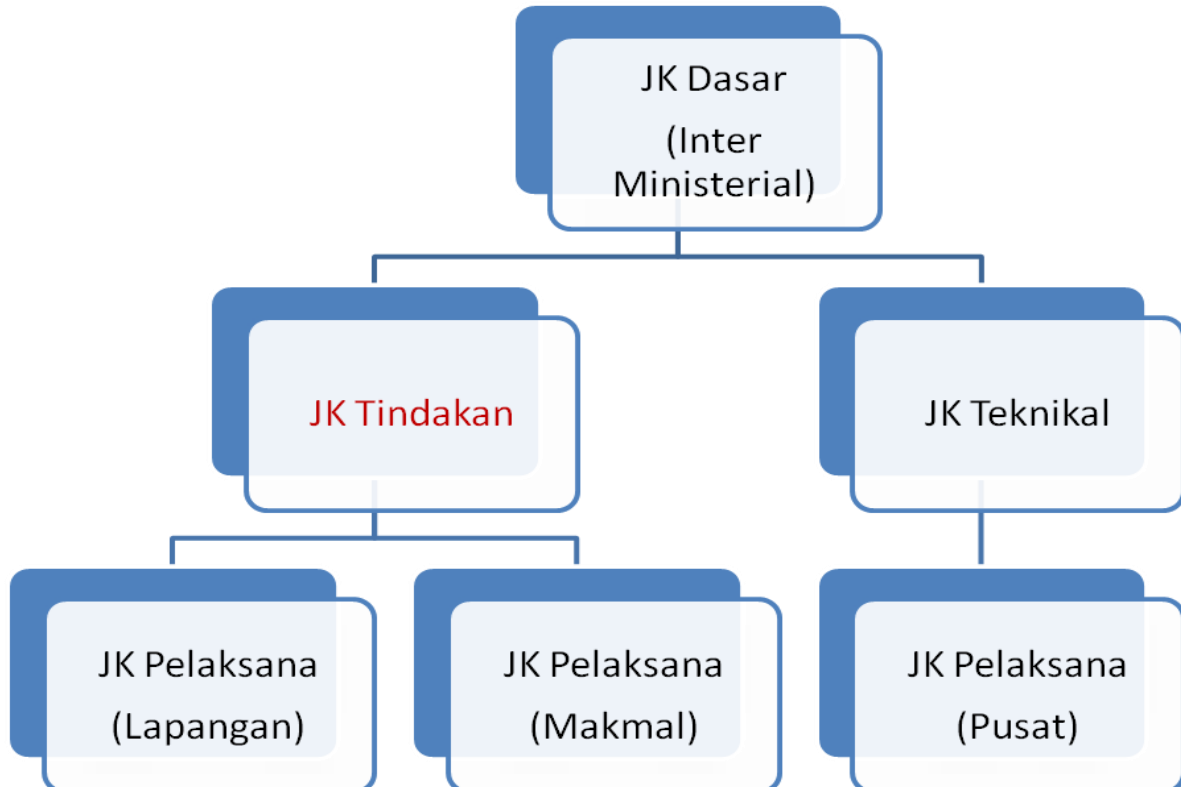 JK Dasar
(Inter
Ministerial)
JK Tindakan
JK Teknikal
JK Pelaksana
(Lapangan)
JK Pelaksana
(Makmal)
JK Pelaksana
(Pusat)